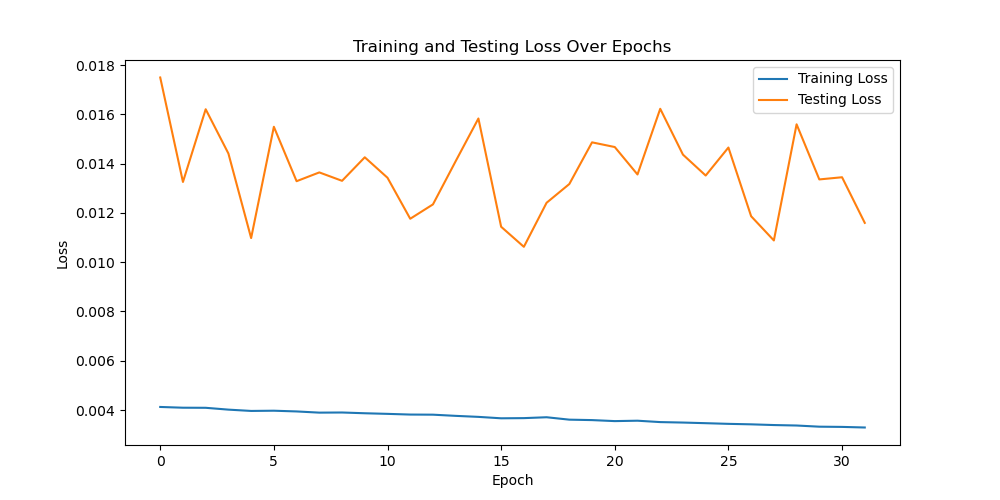 Training and Testing Loss Over Epochs
0.018
0.016
0.014
0.012
0.010
0.008
0.006
0.004
Loss
Training Loss
Testing Loss
0 5 10 15 20 25 30
Epoch